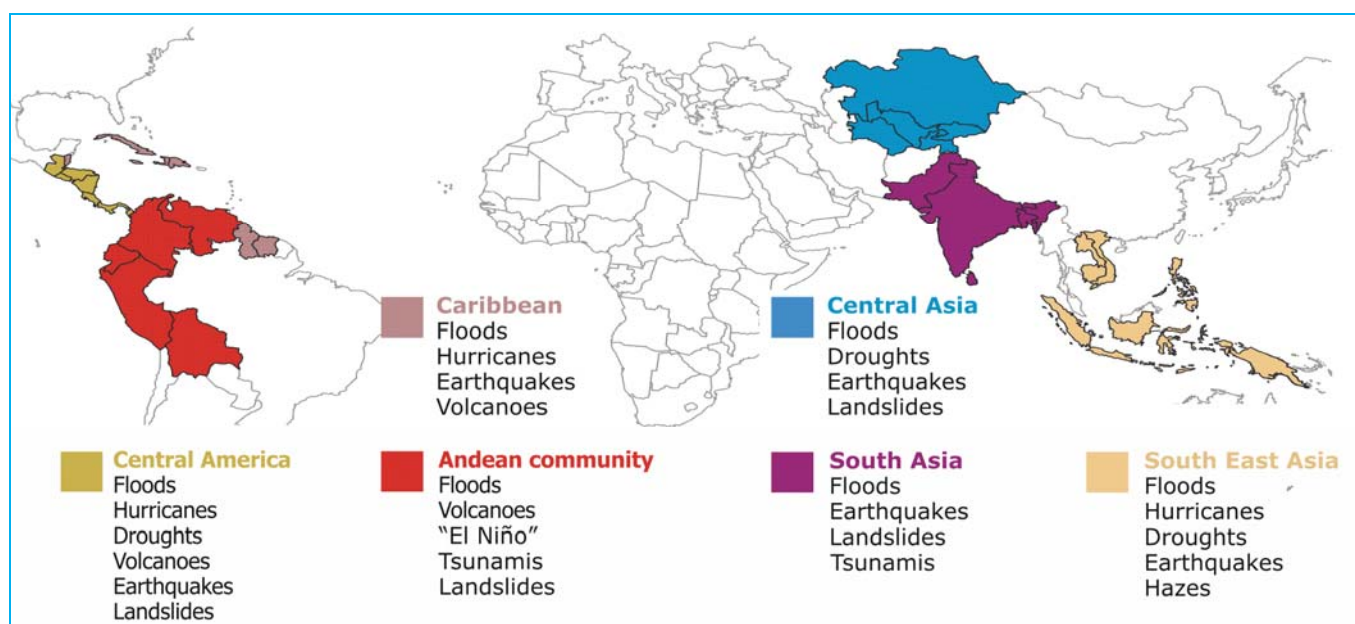 Caribbean
Floods
Hurricanes
Earthquakes
Volcanoes
Central Asia
Floods
Droughts
Earthquakes
Landslides
Central America
Floods
Hurricanes
Droughts
Volcanoes
Earthquakes
Landslides
Andean community
Floods
Volcanoes
“El Niño”
Tsunamis
Landslides
South Asia
Floods
Earthquakes
Landslides
Tsunamis
South East Asia
Floods
Hurricanes
Droughts
Earthquakes
Hazes